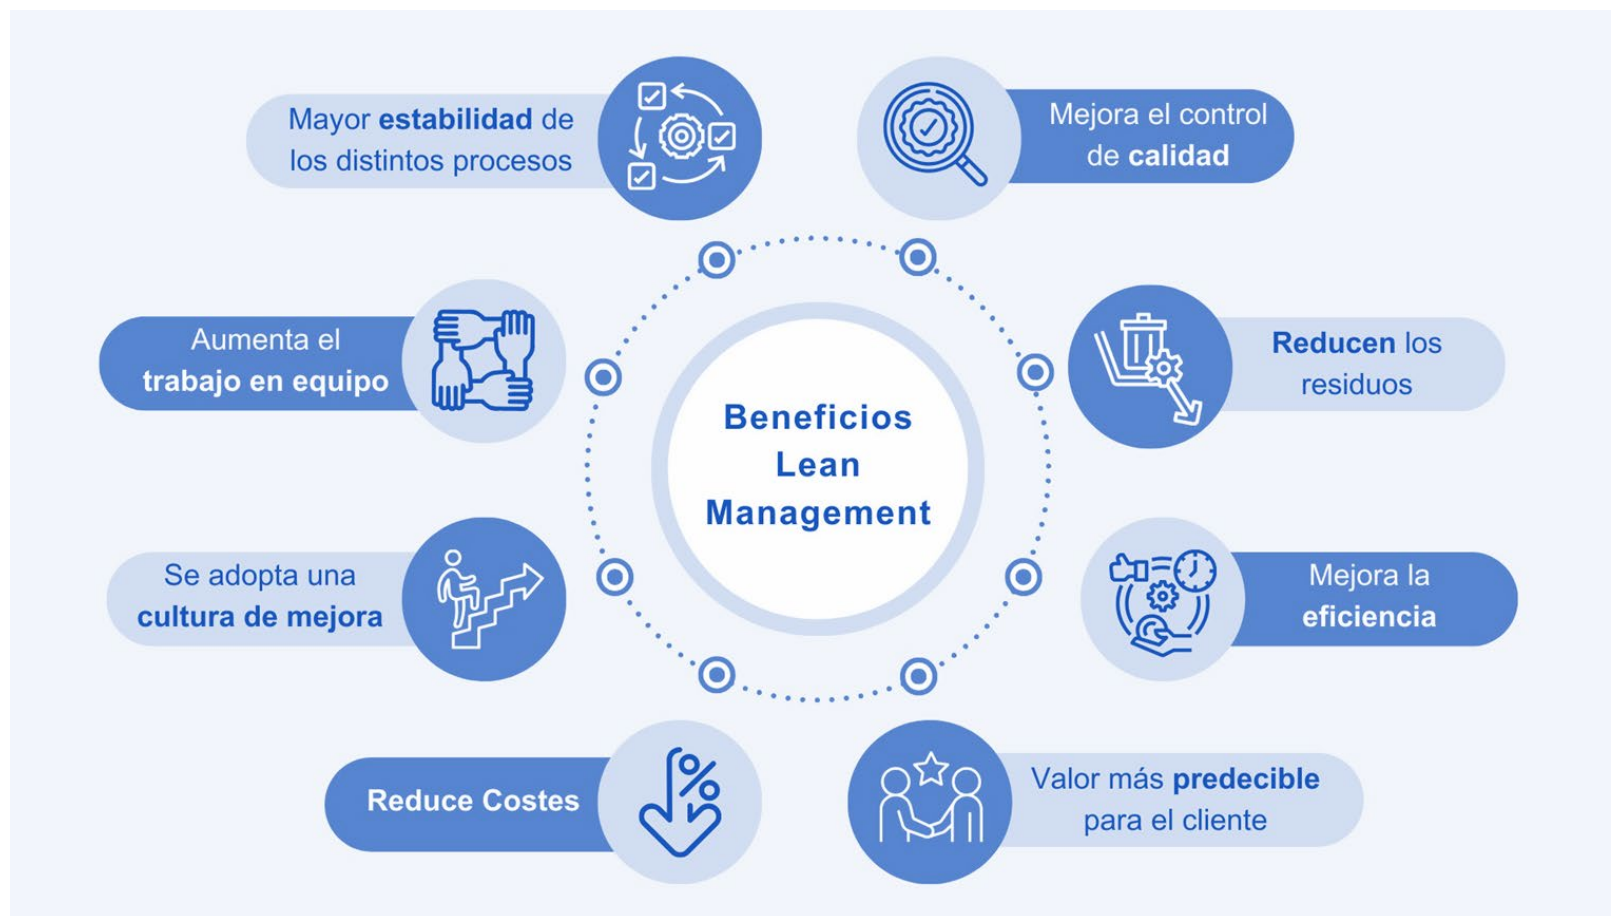 Mayor estabilidad de
los distintos procesos
Mejora el control
de calidad
Aumenta el
trabajo en equipo
Reducen los
residuos
Beneficios
Lean
Management
Se adopta una
cultura de mejora
Mejora la
eficiencia
Reduce Costes
Valor más predecible
para el cliente